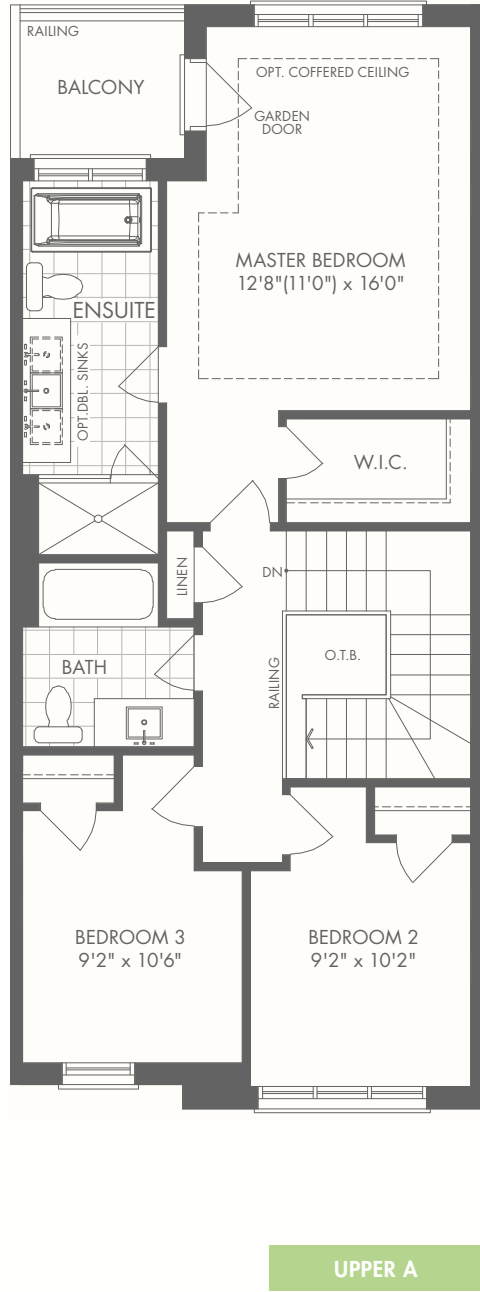 RAILING
BALCONY
OPT. COFFERED CEILING
GARDEN
DOOR
MASTER BEDROOM
12'8"(11'0") x 16'0"
ENSUITE
OPT.DBL. SINKS
W.I.C.
LINEN
DN
O.T.B.
RAILING
BATH
BEDROOM 3
9'2" x 10'6"
BEDROOM 2
9'2" x 10'2"
UPPER A